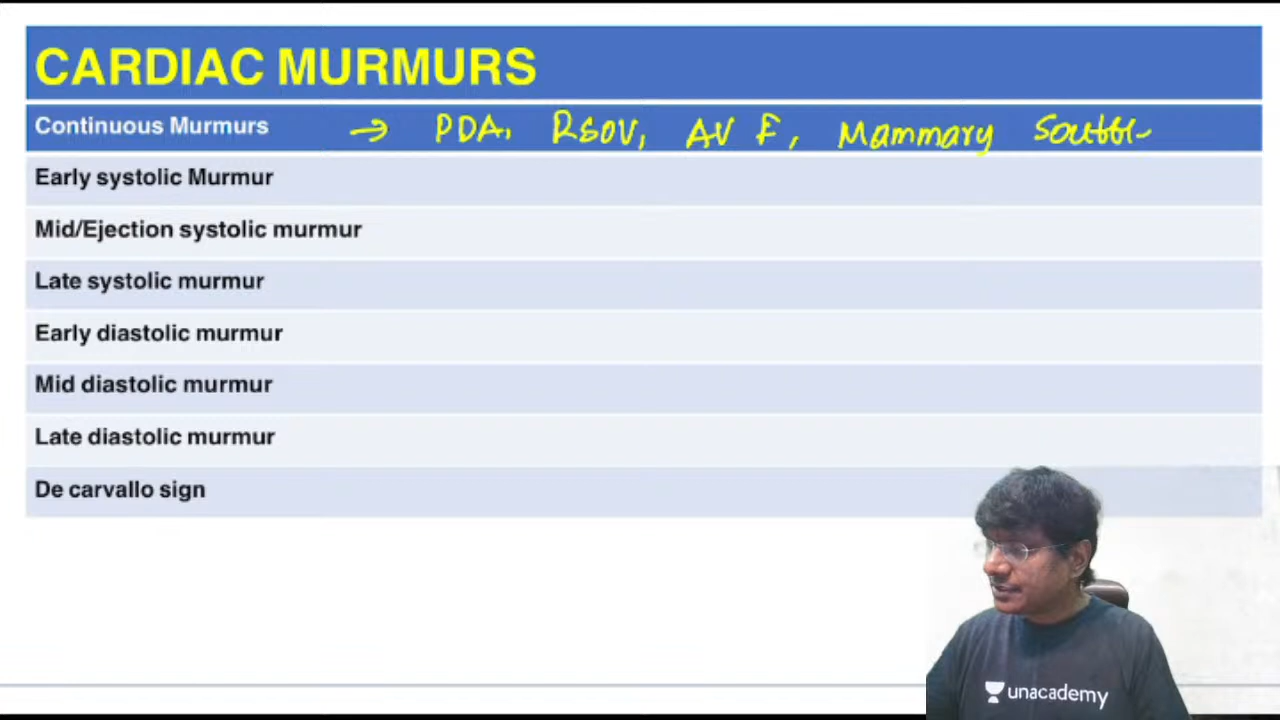 CARDIAC MURMURS
Continuous Murmurs → PDA, RSOV, AV F, Mammary Souffle
Early systolic Murmur
Mid/Ejection systolic murmur
Late systolic murmur
Early diastolic murmur
Mid diastolic murmur
Late diastolic murmur
De carvallo sign
unacademy